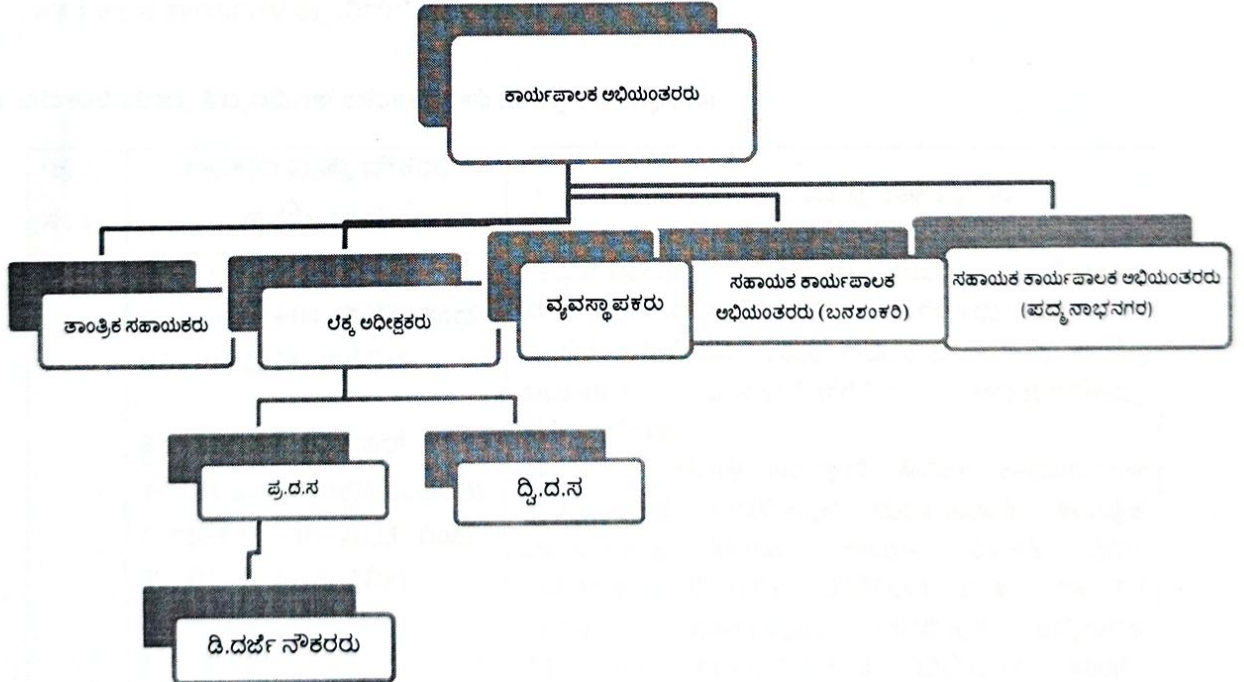 ಕಾರ್ಯಪಾಲಕ ಅಭಿಯಂತರರು
ತಾಂತ್ರಿಕ ಸಹಾಯಕರು
ಲೆಕ್ಕ ಅಧೀಕ್ಷಕರು
ವ್ಯವಸ್ಥಾಪಕರು
ಸಹಾಯಕ ಕಾರ್ಯಪಾಲಕ
ಅಭಿಯಂತರರು (ಬನಶಂಕರಿ)
ಸಹಾಯಕ ಕಾರ್ಯಪಾಲಕ ಅಭಿಯಂತರರು
(ಪದ್ಮನಾಭನಗರ)
ಪ್ರ.ದ.ಸ
ದ್ವಿ.ದ.ಸ
ಡಿ.ದರ್ಜೆ ನೌಕರರು